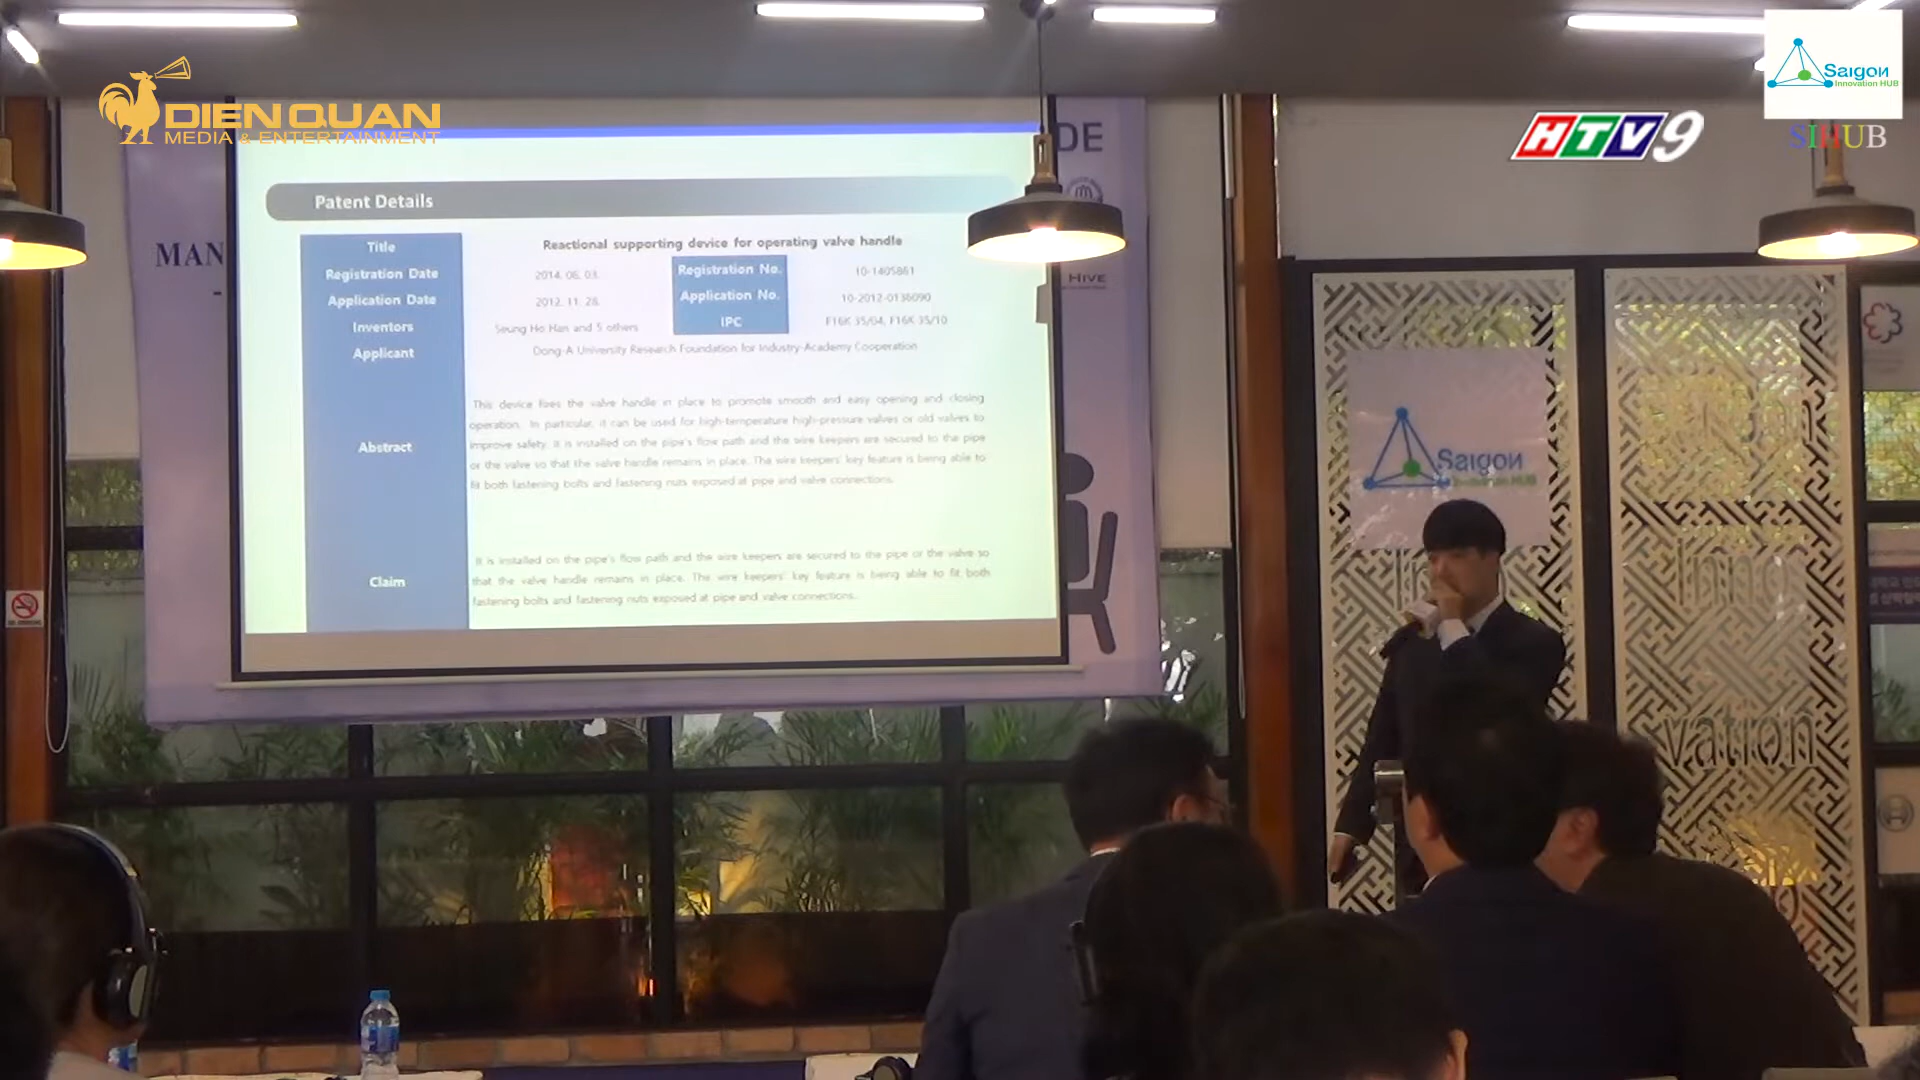 DIEN QUAN
MEDIA & ENTERTAINMENT
HTV9
Saigon
Innovation HUB
SIHUB
DE
MAN
HIVE
Patent Details
Title
Reactional supporting device for operating valve handle
Registration Date
2014. 06. 03.
Registration No.
10-1405861
Application Date
2012. 11. 28.
Application No.
10-2012-0136090
Inventors
Seung Ho Han and 5 others
IPC
F16K 35/04, F16K 35/10
Applicant
Dong-A University Research Foundation for Industry-Academy Cooperation
Abstract
This device fixes the valve handle in place to promote smooth and easy opening and closing
operation. In particular, it can be used for high-temperature high-pressure valves or old valves to
improve safety. It is installed on the pipe's flow path and the wire keepers are secured to the pipe
or the valve so that the valve handle remains in place. The wire keepers' key feature is being able to
fit both fastening bolts and fastening nuts exposed at pipe and valve connections.
Claim
It is installed on the pipe's flow path and the wire keepers are secured to the pipe or the valve so
that the valve handle remains in place. The wire keepers' key feature is being able to fit both
fastening bolts and fastening nuts exposed at pipe and valve connections.
Saigon
Innovation HUB
Inno
vation